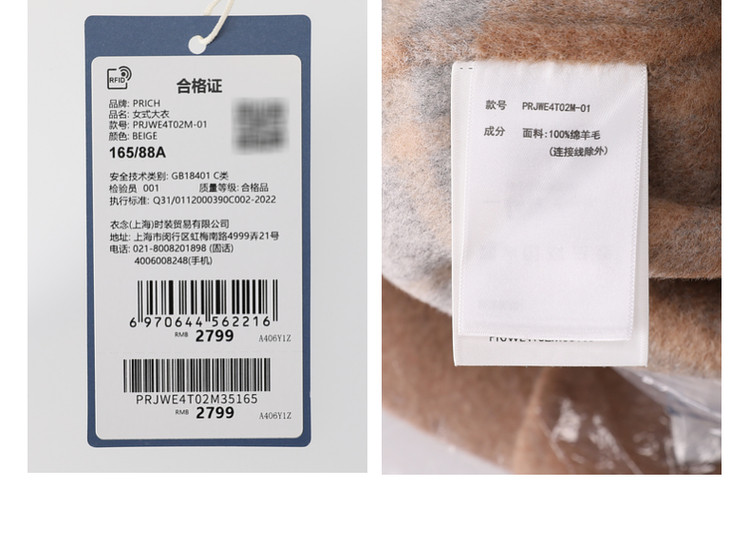 RFID
合格证
品牌: PRICH
品名: 女式大衣
款号: PRJWE4T02M-01
颜色: BEIGE
165/88A
安全技术类别: GB18401 C类
检验员 001 质量等级: 合格品
执行标准: Q31/0112000390C002-2022
衣念(上海)时装贸易有限公司
地址: 上海市闵行区虹梅南路4999弄21号
电话: 021-8008201898 (固话)
4006008248(手机)
6 970644 562216
RMB 2799 A406Y1Z
PRJWE4T02M35165
RMB 2799 A406Y1Z
款号 PRJWE4T02M-01
成分 面料:100%绵羊毛
(连接线除外)